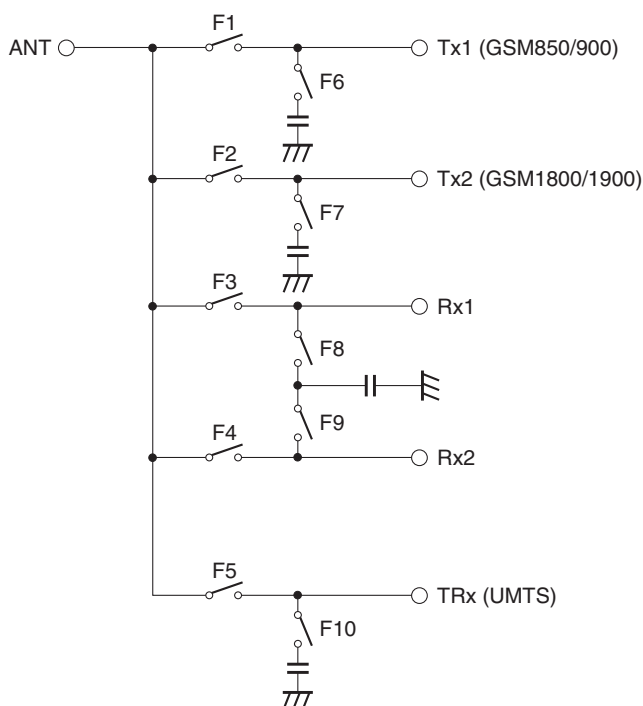 F1
ANT
Tx1 (GSM850/900)
F6
F2
Tx2 (GSM1800/1900)
F7
F3
Rx1
F8
F9
F4
Rx2
F5
TRx (UMTS)
F10